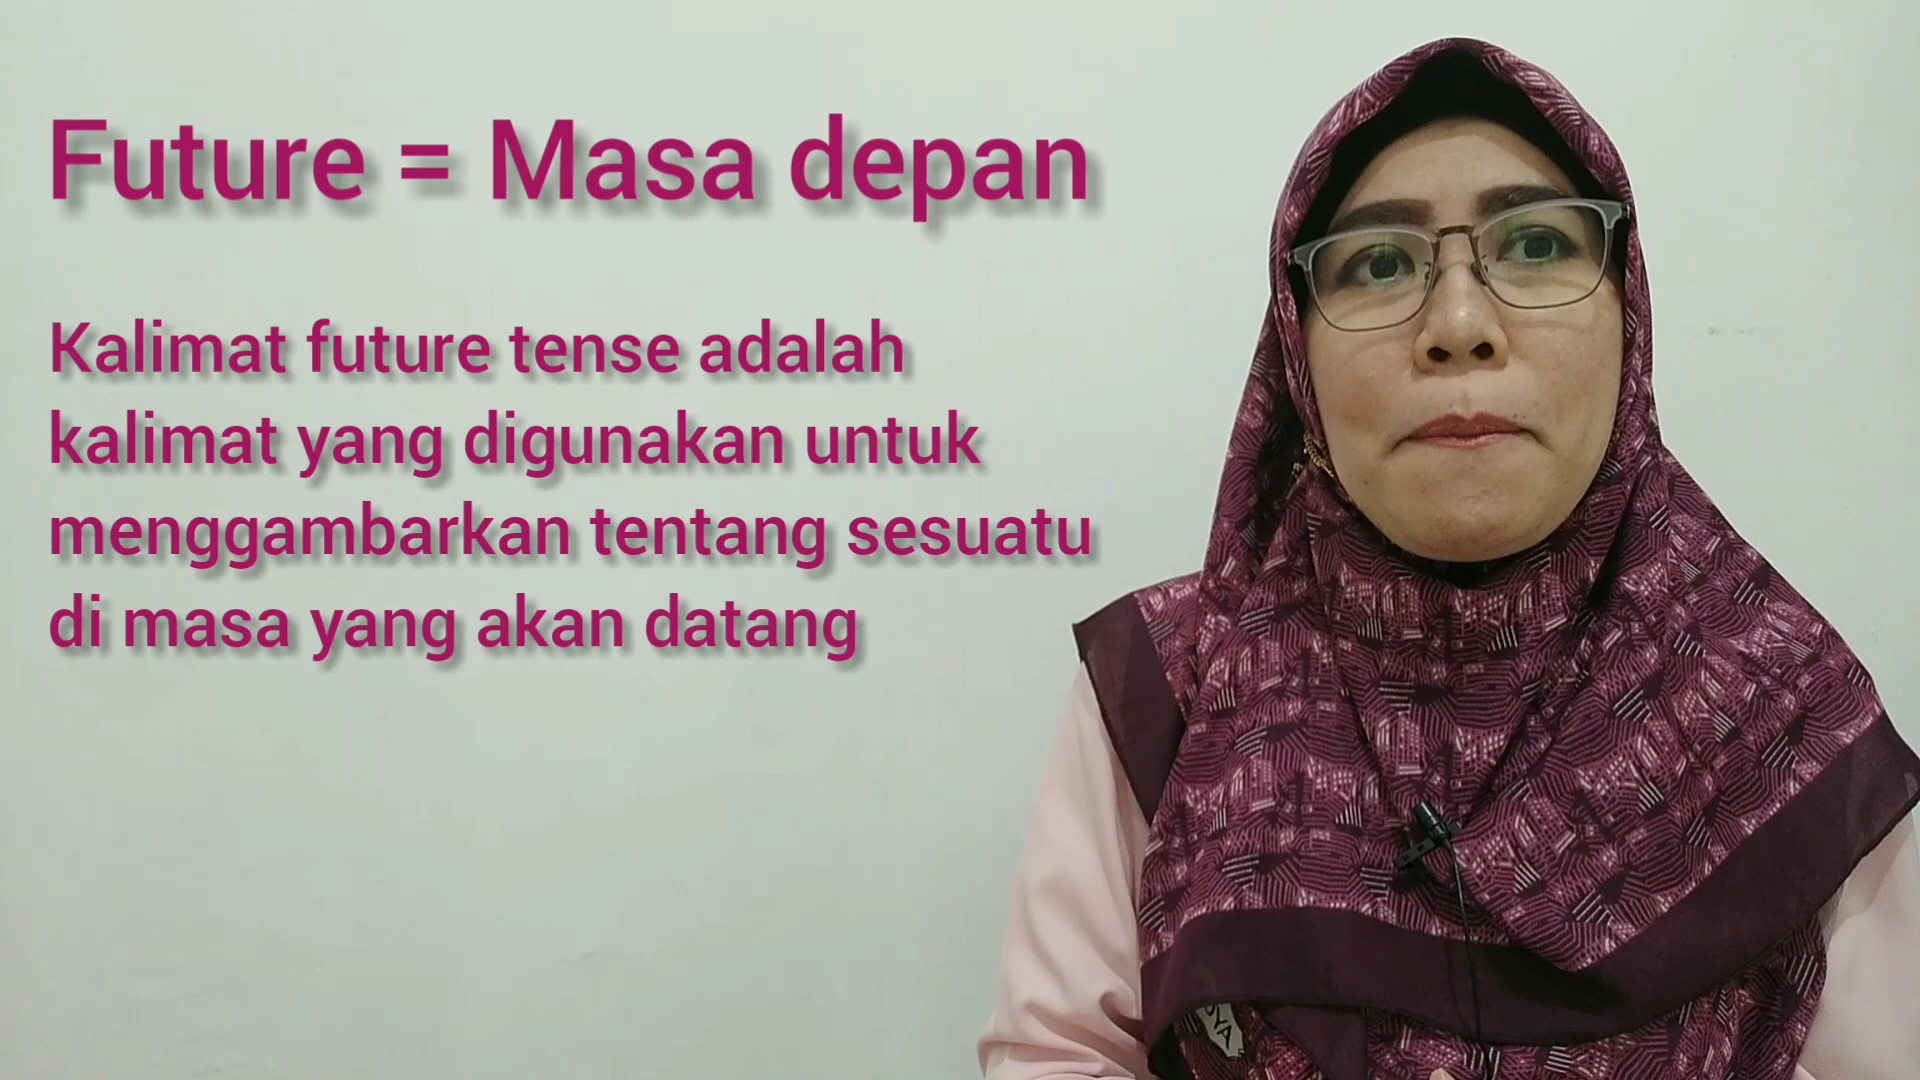 Future = Masa depan
Kalimat future tense adalah
kalimat yang digunakan untuk
menggambarkan tentang sesuatu
di masa yang akan datang